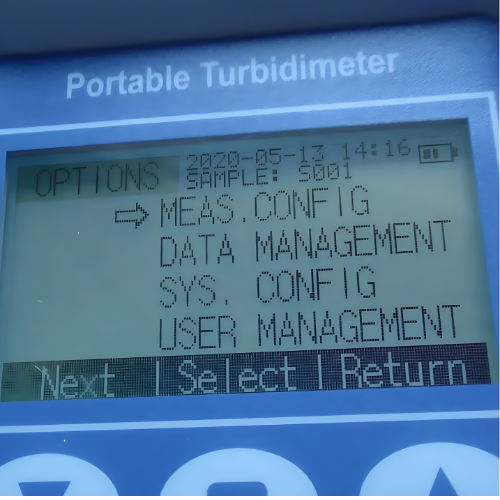 Portable Turbidimeter
OPTIONS 2020-05-13 14:16
SAMPLE: S001
MEAS.CONFIG
DATA MANAGEMENT
SYS. CONFIG
USER MANAGEMENT
Next | Select | Return